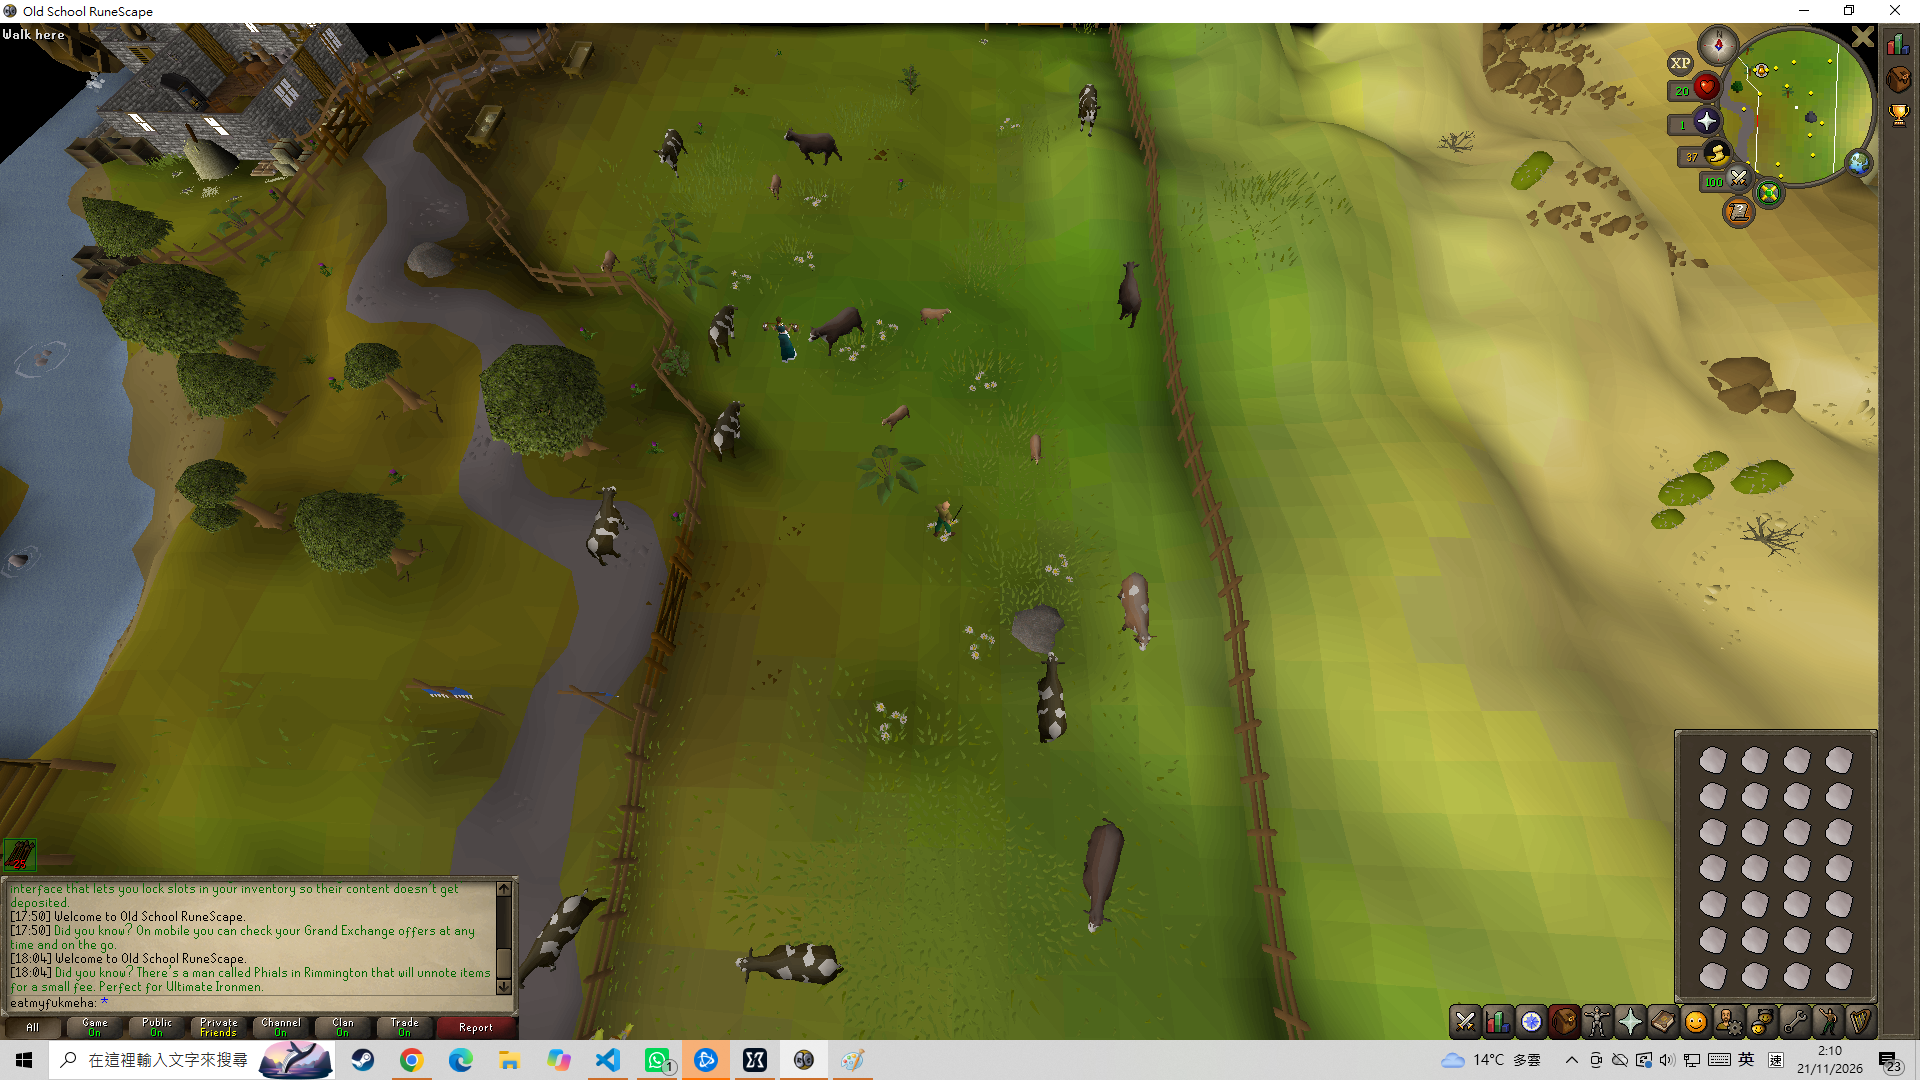 Old School RuneScape
Walk here
N
XP
20
1
37
100
25
interface that lets you lock slots in your inventory so their content doesn't get
deposited.
[17:50] Welcome to Old School RuneScape.
[17:50] Did you know? On mobile you can check your Grand Exchange offers at any
time and on the go.
[18:04] Welcome to Old School RuneScape.
[18:04] Did you know? There's a man called Phials in Rimmington that will unnote items
for a small fee. Perfect for Ultimate Ironmen.
eatmyfukmeha: *
All
Game
On
Public
On
Private
Friends
Channel
On
Clan
On
Trade
On
Report
在這裡輸入文字來搜尋
1
14°C 多雲
英
速
2:10
21/11/2026
23